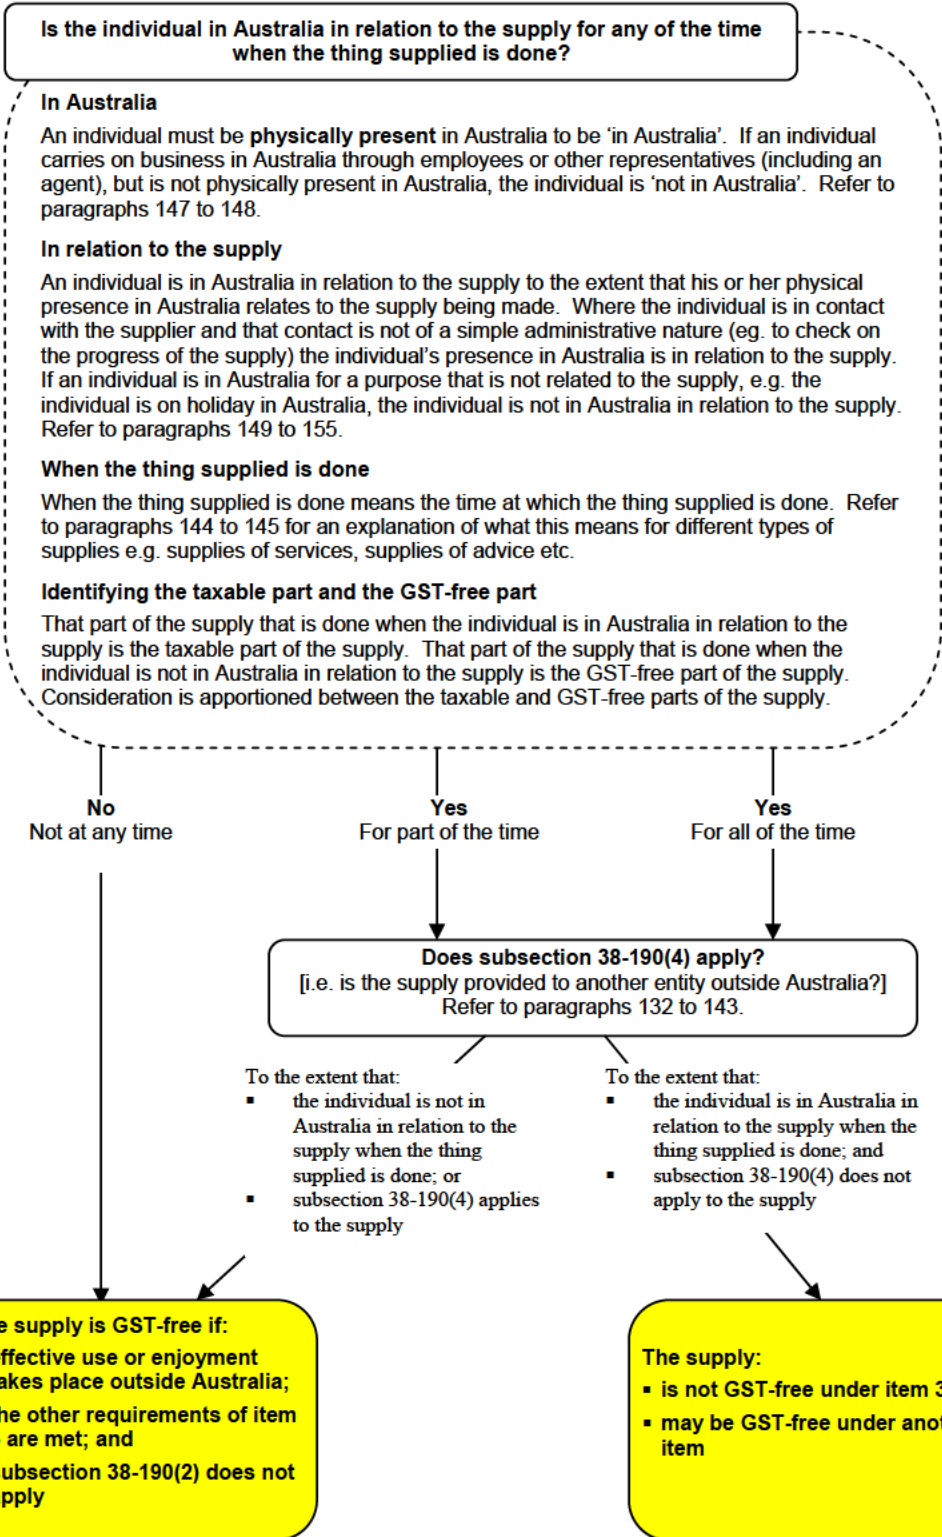 Is the individual in Australia in relation to the supply for any of the time
when the thing supplied is done?
In Australia
An individual must be physically present in Australia to be ‘in Australia’. If an individual
carries on business in Australia through employees or other representatives (including an
agent), but is not physically present in Australia, the individual is ‘not in Australia’. Refer to
paragraphs 147 to 148.
In relation to the supply
An individual is in Australia in relation to the supply to the extent that his or her physical
presence in Australia relates to the supply being made. Where the individual is in contact
with the supplier and that contact is not of a simple administrative nature (eg. to check on
the progress of the supply) the individual’s presence in Australia is in relation to the supply.
If an individual is in Australia for a purpose that is not related to the supply, e.g. the
individual is on holiday in Australia, the individual is not in Australia in relation to the supply.
Refer to paragraphs 149 to 155.
When the thing supplied is done
When the thing supplied is done means the time at which the thing supplied is done. Refer
to paragraphs 144 to 145 for an explanation of what this means for different types of
supplies e.g. supplies of services, supplies of advice etc.
Identifying the taxable part and the GST-free part
That part of the supply that is done when the individual is in Australia in relation to the
supply is the taxable part of the supply. That part of the supply that is done when the
individual is not in Australia in relation to the supply is the GST-free part of the supply.
Consideration is apportioned between the taxable and GST-free parts of the supply.
No
Not at any time
Yes
For part of the time
Yes
For all of the time
Does subsection 38-190(4) apply?
[i.e. is the supply provided to another entity outside Australia?]
Refer to paragraphs 132 to 143.
To the extent that:
▪ the individual is not in
Australia in relation to the
supply when the thing
supplied is done; or
▪ subsection 38-190(4) applies
to the supply
To the extent that:
▪ the individual is in Australia in
relation to the supply when the
thing supplied is done; and
▪ subsection 38-190(4) does not
apply to the supply
supply is GST-free if:
use or enjoyment
place outside Australia;
other requirements of item
are met; and
subsection 38-190(2) does not
The supply:
▪ is not GST-free under item
▪ may be GST-free under
item